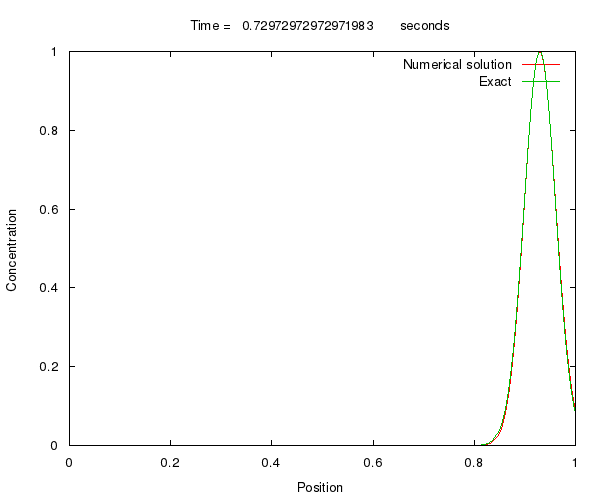 Time = 0.72972972972971983 seconds
Numerical solution
Exact
1
0.8
0.6
0.4
0.2
0
Concentration
0 0.2 0.4 0.6 0.8 1
Position